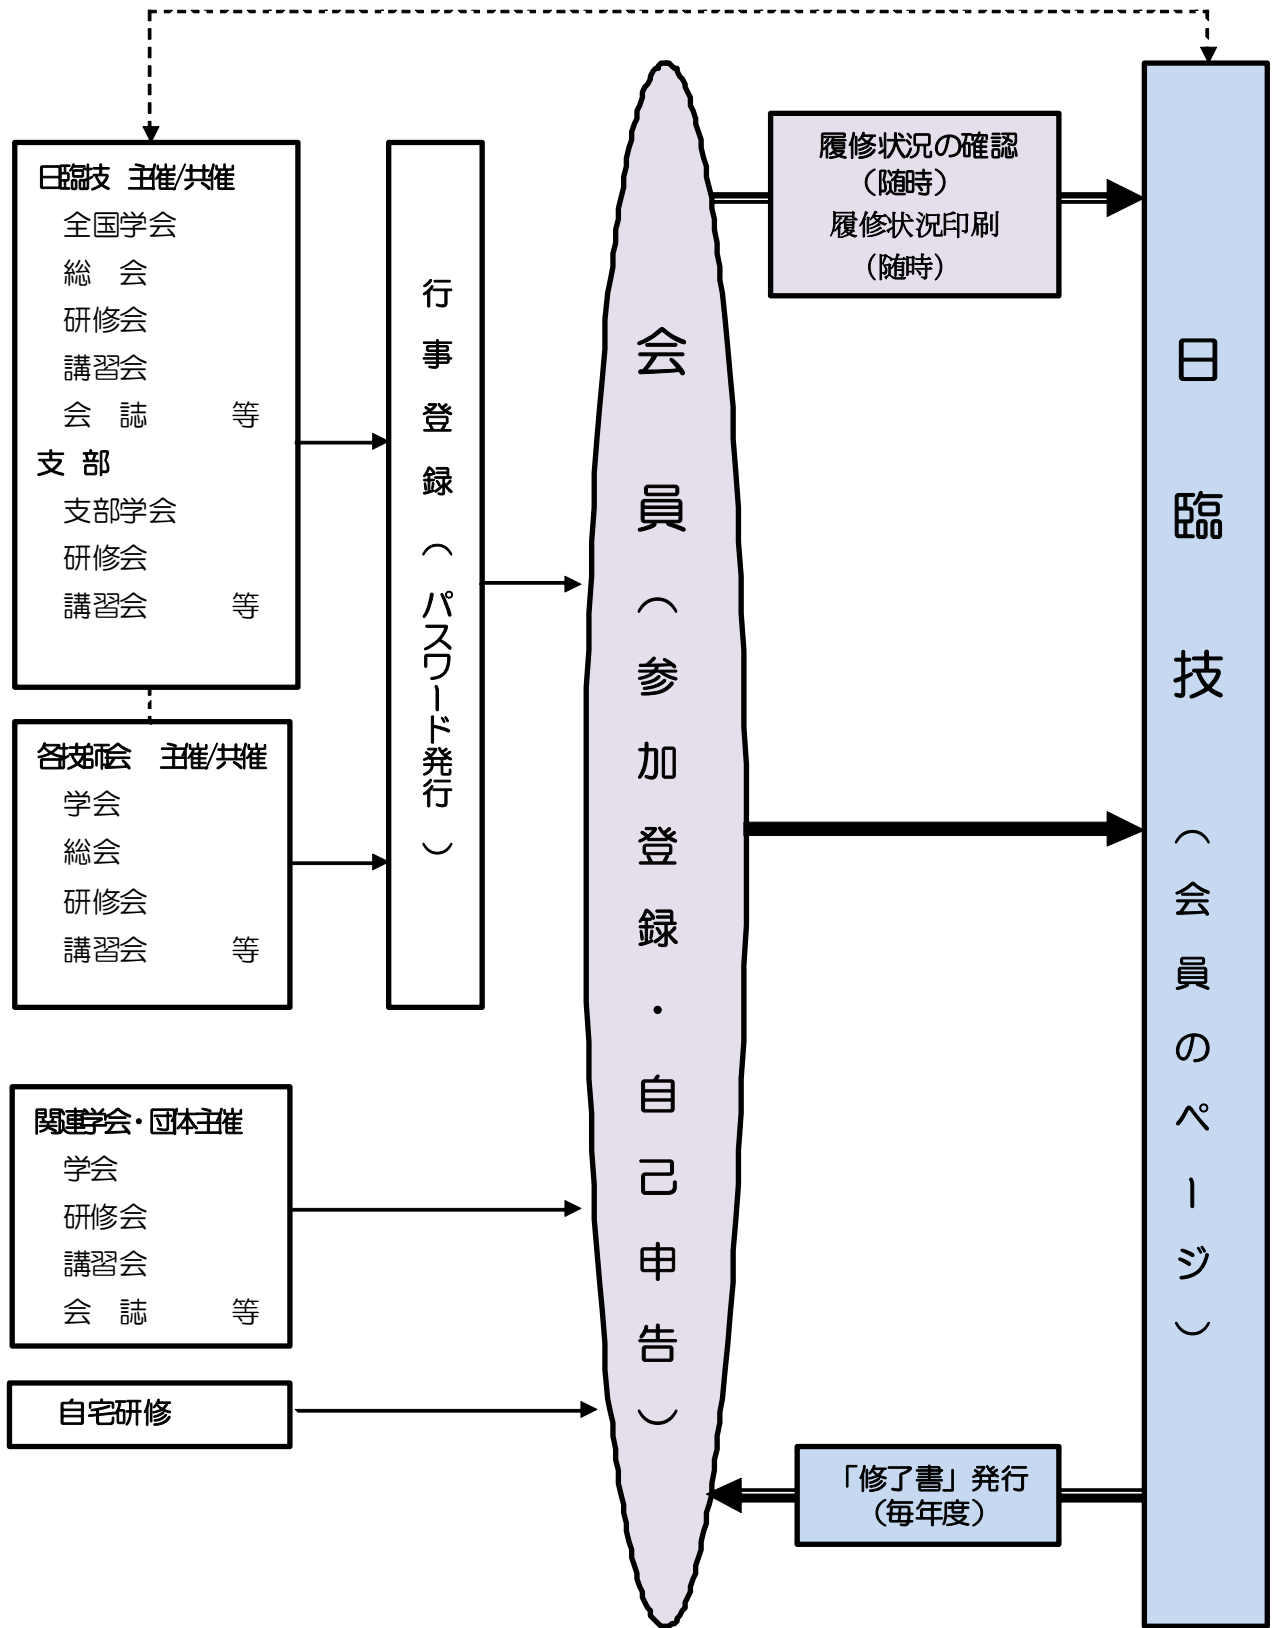 日臨技 主催/共催
全国学会
総 会
研修会
講習会
会 誌 等
支 部
支部学会
研修会
講習会 等
各技師会 主催/共催
学会
総会
研修会
講習会 等
関連学会・団体主催
学会
研修会
講習会
会 誌 等
自宅研修
行事登録（パスワード発行）
会員（参加登録・自己申告）
履修状況の確認
（随時）
履修状況印刷
（随時）
「修了書」発行
（毎年度）
日臨技（会員のページ）